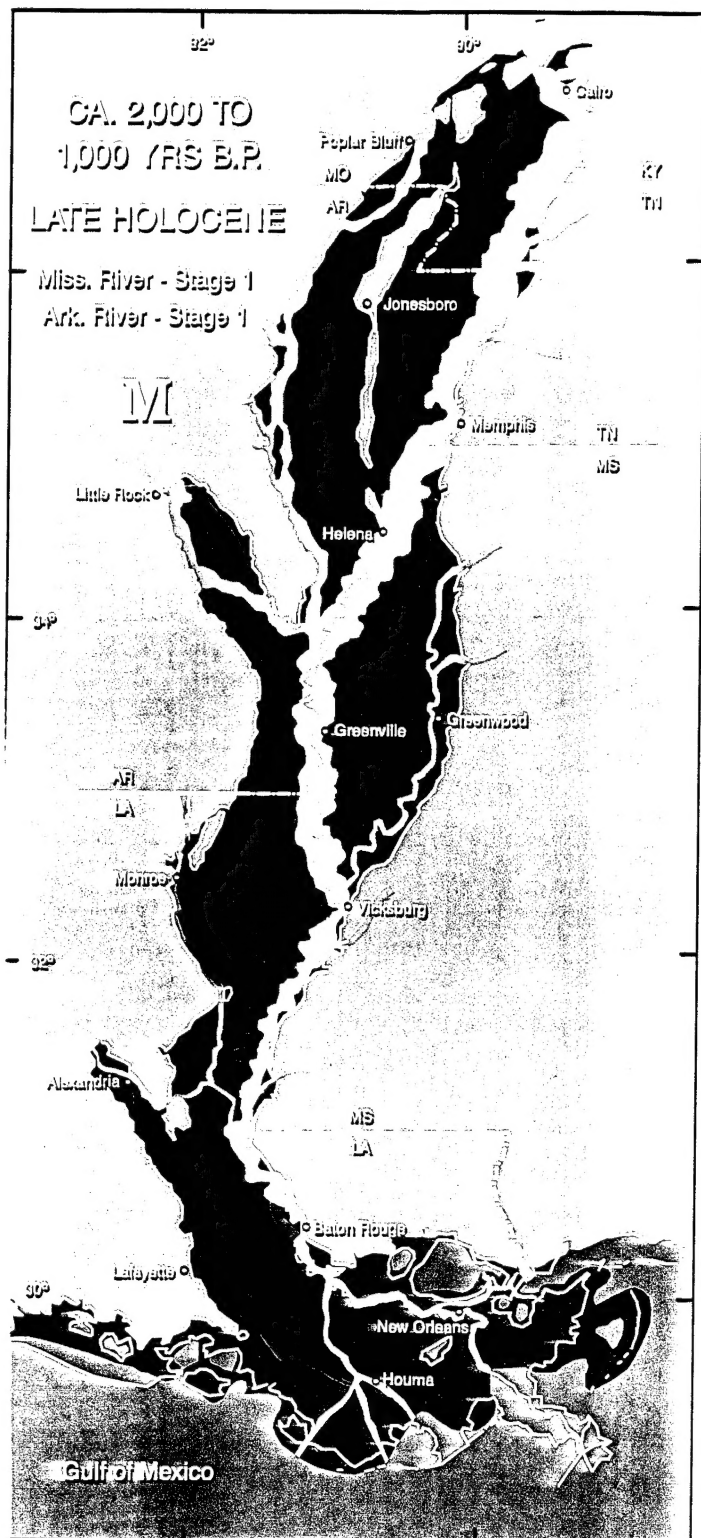 92°
90°
CA. 2,000 TO
1,000 YRS B.P.
LATE HOLOCENE
Miss. River - Stage 1
Ark. River - Stage 1
M
Cairo
Poplar Bluff
MO
AR
KY
TN
Jonesboro
Memphis
TN
MS
Little Rock
Helena
34°
Greenville
Greenwood
AR
LA
Monroe
Vicksburg
32°
Alexandria
MS
LA
Baton Rouge
Lafayette
30°
New Orleans
Houma
Gulf of Mexico